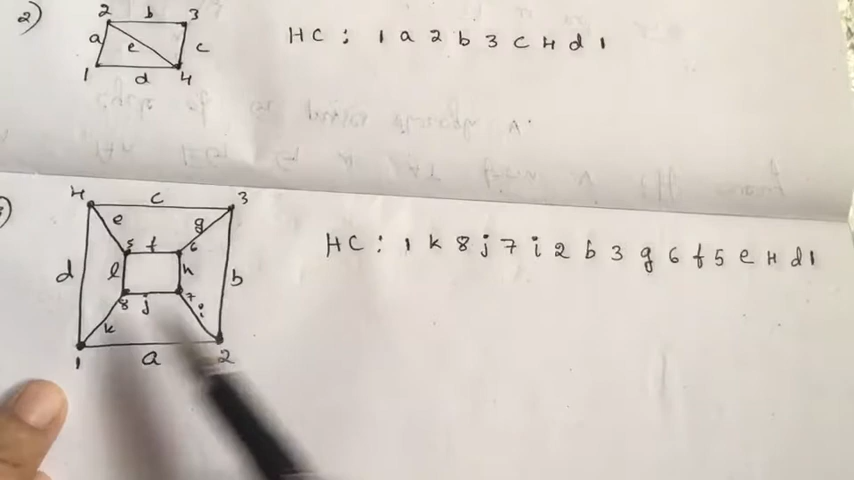 2)
2 b 3
a e c
1 d 4
HC : 1 a 2 b 3 c 4 d 1
4 c 3
e g
5 f 6
d l h b
8 j 7
k i
1 a 2
HC : 1 k 8 j 7 i 2 b 3 g 6 f 5 e 4 d 1